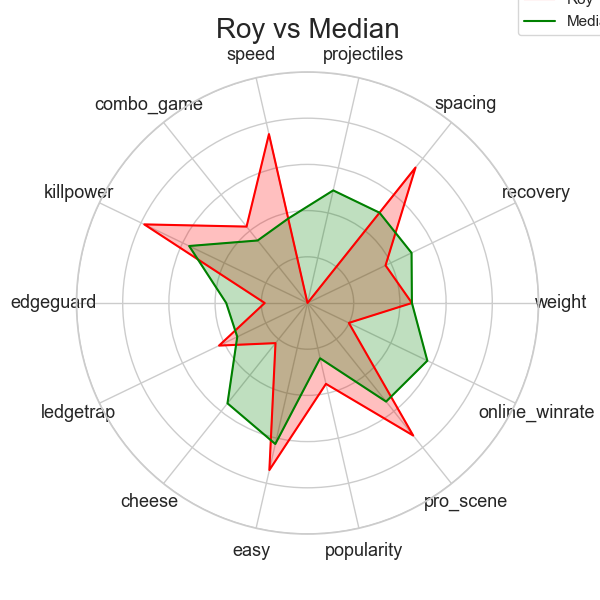 Roy vs Median
speed
projectiles
combo_game
spacing
killpower
recovery
edgeguard
weight
ledgetrap
online_winrate
cheese
pro_scene
easy
popularity